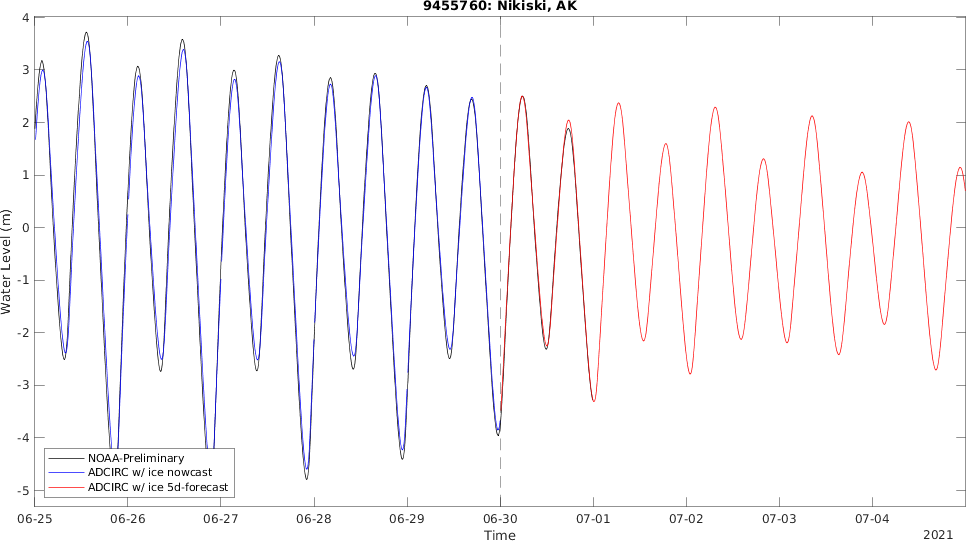 9455760: Nikiski, AK
Water Level (m)
4
3
2
1
0
-1
-2
-3
-4
-5
NOAA-Preliminary
ADCIRC w/ ice nowcast
ADCIRC w/ ice 5d-forecast
06-25 06-26 06-27 06-28 06-29 06-30 07-01 07-02 07-03 07-04
Time
2021